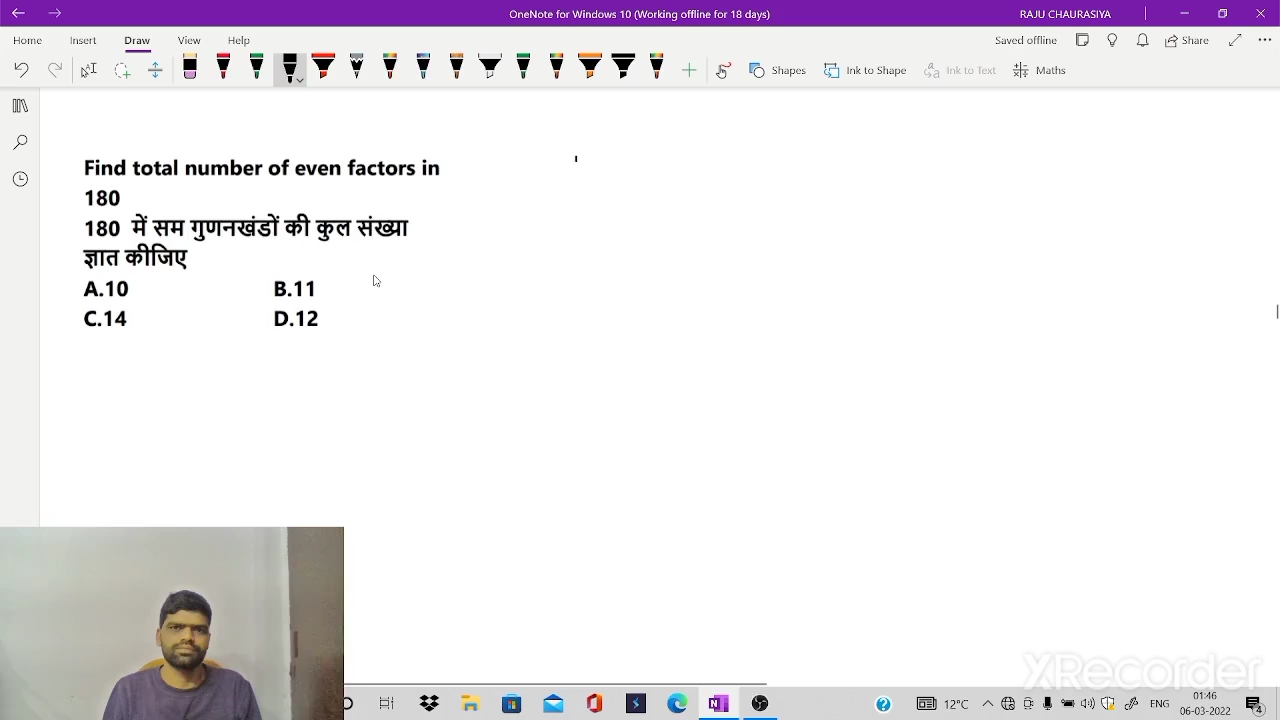 OneNote for Windows 10 (Working offline for 18 days)
RAJU CHAURASIYA
Home Insert Draw View Help
Saved offline
Share
Shapes
Ink to Shape
Ink to Text
Maths
Find total number of even factors in
180
180 में सम गुणनखंडों की कुल संख्या
ज्ञात कीजिए
A.10 B.11
C.14 D.12
XRecorder
12°C
ENG
01:46
06-03-2022
4